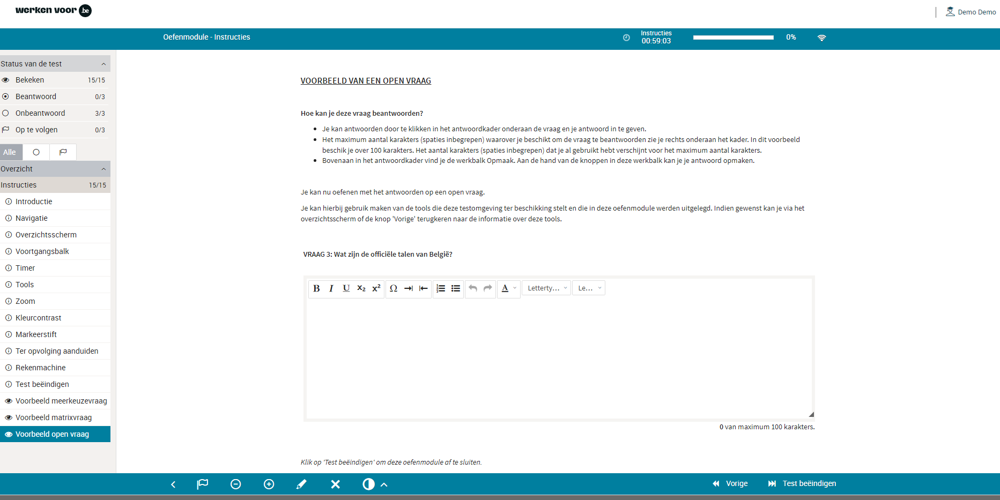 werken voor .be
Demo Demo
Oefenmodule - Instructies
Instructies
00:59:03
0%
Status van de test
Bekeken 15/15
Beantwoord 0/3
Onbeantwoord 3/3
Op te volgen 0/3
Alle
Overzicht
Instructies 15/15
Introductie
Navigatie
Overzichtsscherm
Voortgangsbalk
Timer
Tools
Zoom
Kleurcontrast
Markeerstift
Ter opvolging aanduiden
Rekenmachine
Test beëindigen
Voorbeeld meerkeuzevraag
Voorbeeld matrixvraag
Voorbeeld open vraag
VOORBEELD VAN EEN OPEN VRAAG
Hoe kan je deze vraag beantwoorden?
• Je kan antwoorden door te klikken in het antwoordkader onderaan de vraag en je antwoord in te geven.
• Het maximum aantal karakters (spaties inbegrepen) waarover je beschikt om de vraag te beantwoorden zie je rechts onderaan het kader. In dit voorbeeld
beschik je over 100 karakters. Het aantal karakters (spaties inbegrepen) dat je al gebruikt hebt verschijnt voor het maximum aantal karakters.
• Bovenaan in het antwoordkader vind je de werkbalk Opmaak. Aan de hand van de knoppen in deze werkbalk kan je je antwoord opmaken.
Je kan nu oefenen met het antwoorden op een open vraag.
Je kan hierbij gebruik maken van de tools die deze testomgeving ter beschikking stelt en die in deze oefenmodule werden uitgelegd. Indien gewenst kan je via het
overzichtsscherm of de knop 'Vorige' terugkeren naar de informatie over deze tools.
VRAAG 3: Wat zijn de officiële talen van België?
B I U x₂ x² Ω A Letterty... Le...
0 van maximum 100 karakters.
Klik op 'Test beëindigen' om deze oefenmodule af te sluiten.
Vorige Test beëindigen